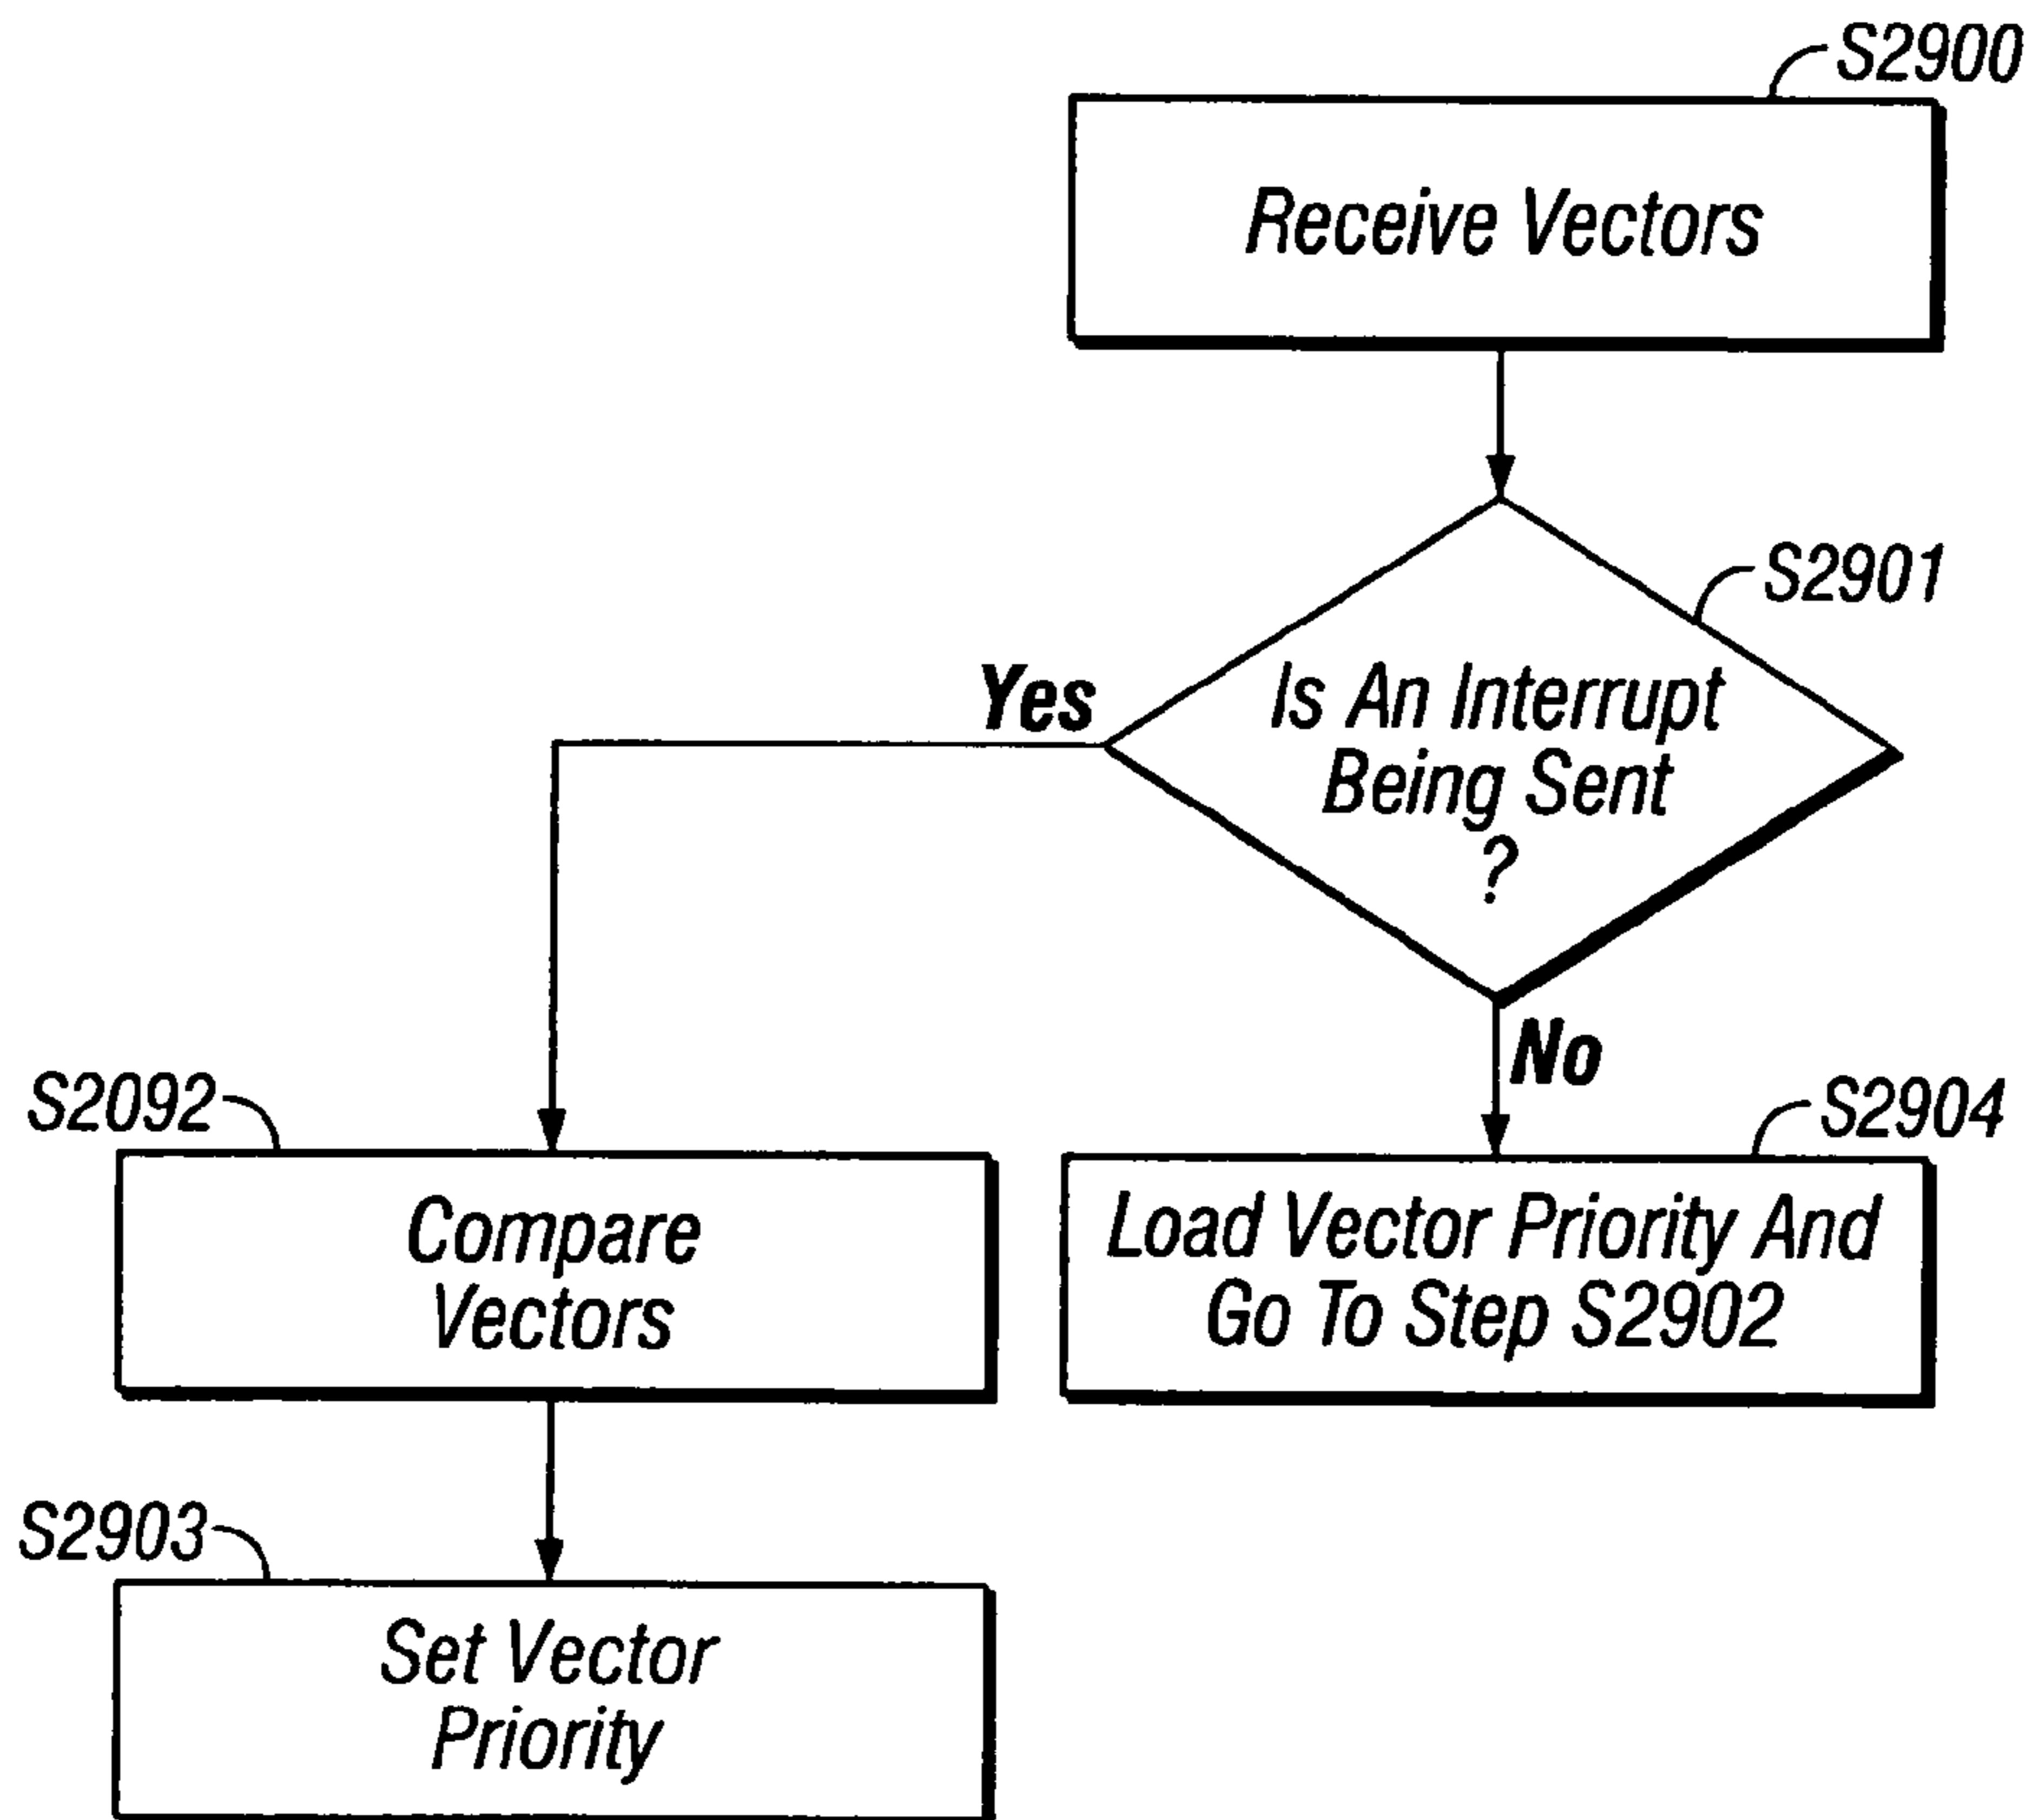 S2900
Receive Vectors
S2901
Is An Interrupt
Being Sent
?
Yes
No
S2092
Compare
Vectors
S2904
Load Vector Priority And
Go To Step S2902
S2903
Set Vector
Priority